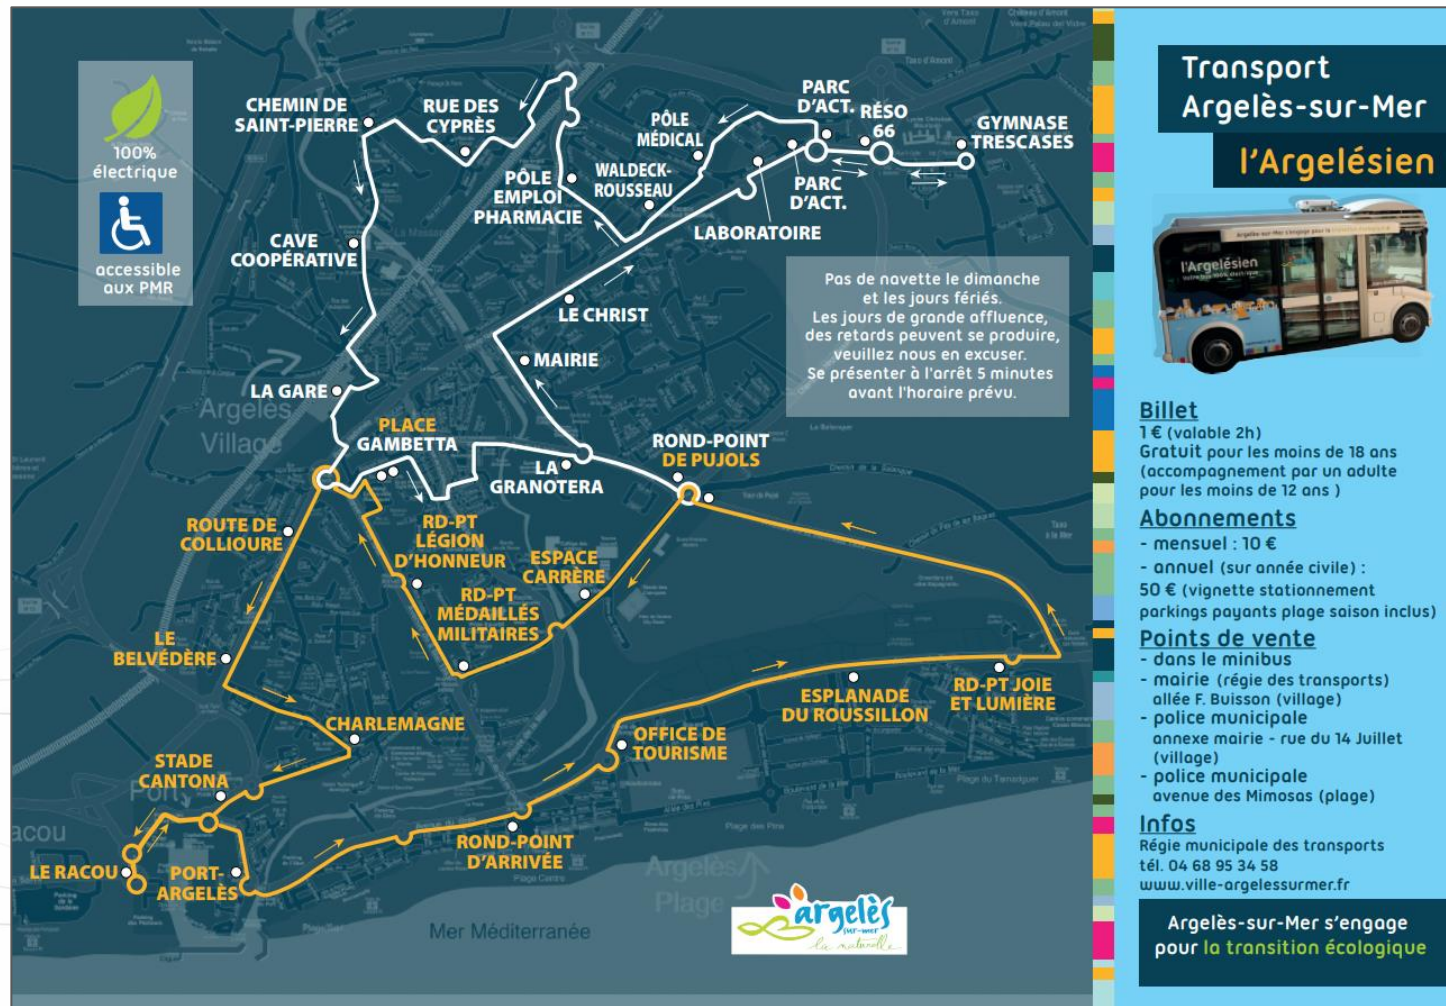 100%
électrique
accessible
aux PMR
CHEMIN DE
SAINT-PIERRE
RUE DES
CYPRÈS
PÔLE
EMPLOI
PHARMACIE
PÔLE
MÉDICAL
WALDECK-
ROUSSEAU
PARC
D'ACT.
RÉSO
66
GYMNASE
TRESCASES
PARC
D'ACT.
LABORATOIRE
CAVE
COOPÉRATIVE
LE CHRIST
MAIRIE
LA GARE
Argelès
Village
PLACE
GAMBETTA
LA
GRANOTERA
ROND-POINT
DE PUJOLS
Pas de navette le dimanche
et les jours fériés.
Les jours de grande affluence,
des retards peuvent se produire,
veuillez nous en excuser.
Se présenter à l'arrêt 5 minutes
avant l'horaire prévu.
ROUTE DE
COLLIOURE
RD-PT
LÉGION
D'HONNEUR
ESPACE
CARRÈRE
RD-PT
MÉDAILLÉS
MILITAIRES
LE
BELVÉDÈRE
CHARLEMAGNE
STADE
CANTONA
Port
acou
LE RACOU
PORT-
ARGELÈS
ROND-POINT
D'ARRIVÉE
OFFICE DE
TOURISME
ESPLANADE
DU ROUSSILLON
RD-PT JOIE
ET LUMIÈRE
Plage des Pins
Plage Centre
Argelès
Plage
Mer Méditerranée
argelès
sur-mer
la naturelle
Transport
Argelès-sur-Mer
l'Argelésien
l'Argelésien
Billet
1 € (valable 2h)
Gratuit pour les moins de 18 ans
(accompagnement par un adulte
pour les moins de 12 ans )
Abonnements
- mensuel : 10 €
- annuel (sur année civile) :
50 € (vignette stationnement
parkings payants plage saison inclus)
Points de vente
- dans le minibus
- mairie (régie des transports)
allée F. Buisson (village)
- police municipale
annexe mairie - rue du 14 Juillet
(village)
- police municipale
avenue des Mimosas (plage)
Infos
Régie municipale des transports
tél. 04 68 95 34 58
www.ville-argelessurmer.fr
Argelès-sur-Mer s'engage
pour la transition écologique